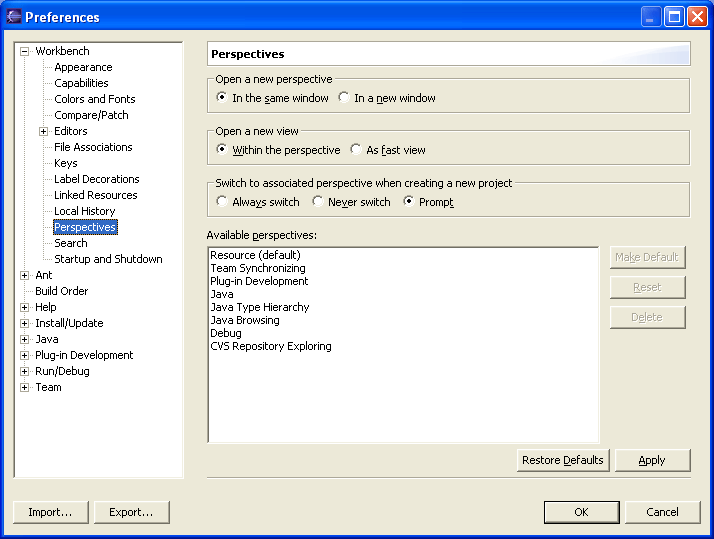 Preferences
Workbench
Appearance
Capabilities
Colors and Fonts
Compare/Patch
Editors
File Associations
Keys
Label Decorations
Linked Resources
Local History
Perspectives
Search
Startup and Shutdown
Ant
Build Order
Help
Install/Update
Java
Plug-in Development
Run/Debug
Team
Perspectives
Open a new perspective
In the same window In a new window
Open a new view
Within the perspective As fast view
Switch to associated perspective when creating a new project
Always switch Never switch Prompt
Available perspectives:
Resource (default)
Team Synchronizing
Plug-in Development
Java
Java Type Hierarchy
Java Browsing
Debug
CVS Repository Exploring
Make Default
Reset
Delete
Restore Defaults Apply
Import... Export... OK Cancel